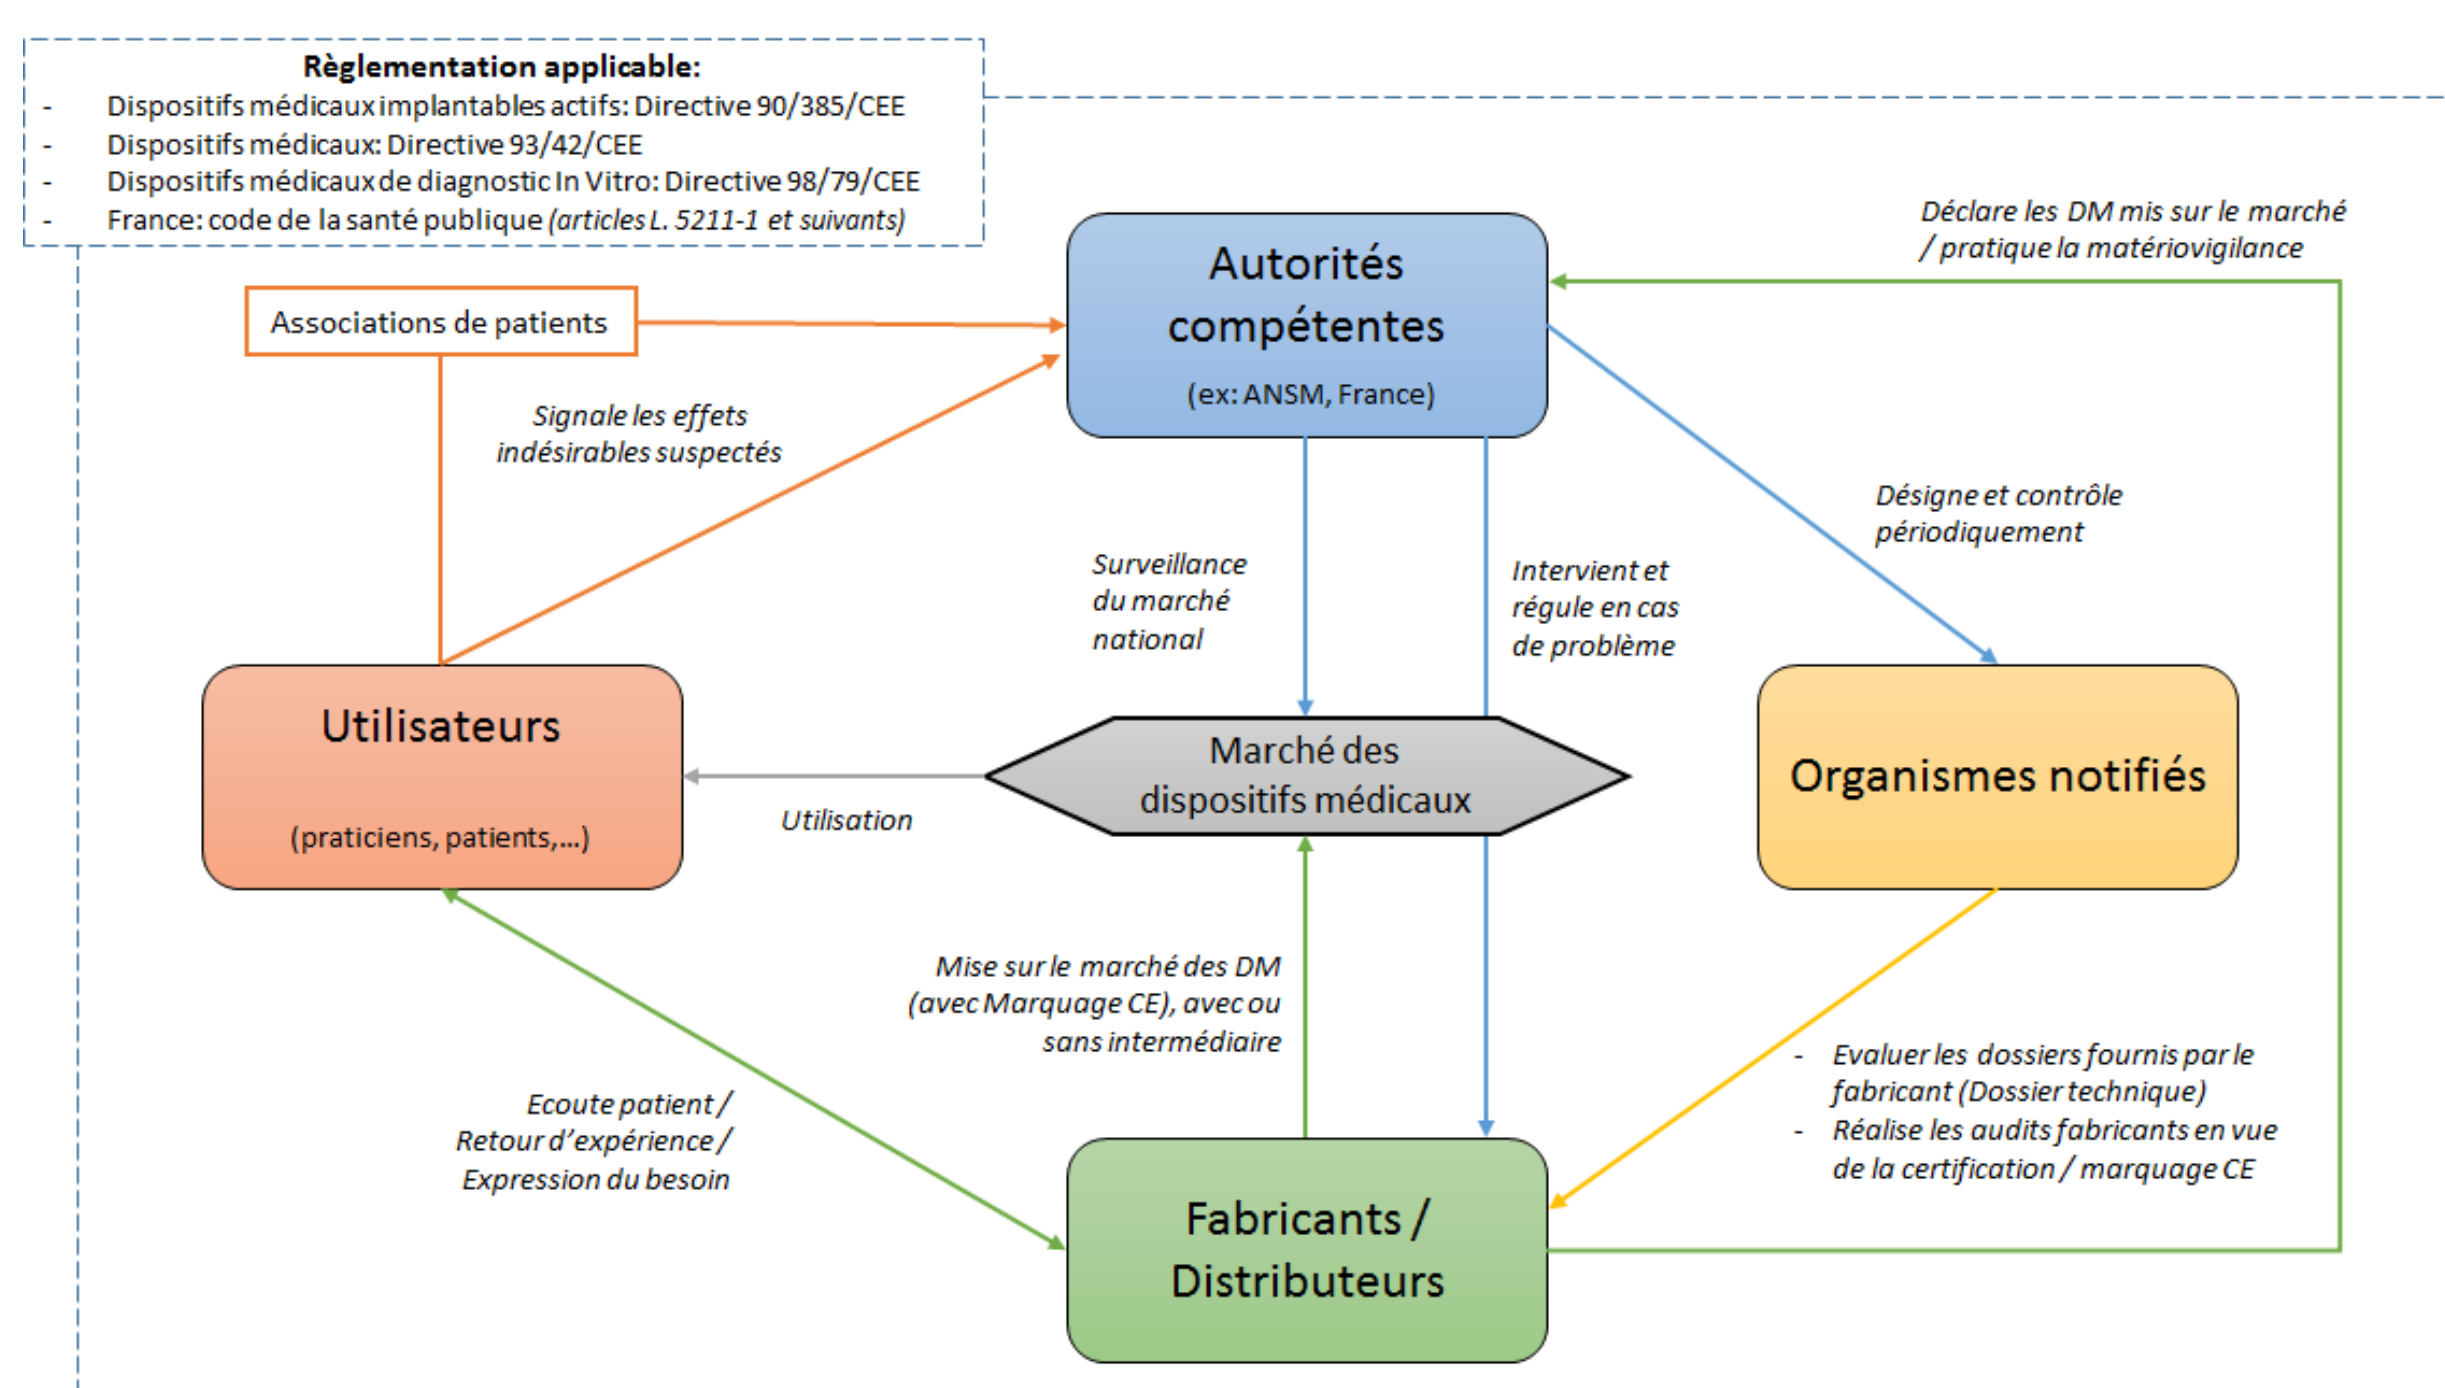 Règlementation applicable:
- Dispositifs médicaux implantables actifs: Directive 90/385/CEE
- Dispositifs médicaux: Directive 93/42/CEE
- Dispositifs médicaux de diagnostic In Vitro: Directive 98/79/CEE
- France: code de la santé publique (articles L. 5211-1 et suivants)
Déclare les DM mis sur le marché
/ pratique la matériovigilance
Autorités
compétentes
(ex: ANSM, France)
Associations de patients
Signale les effets
indésirables suspectés
Désigne et contrôle
périodiquement
Surveillance
du marché
national
Intervient et
régule en cas
de problème
Utilisateurs
(praticiens, patients,...)
Utilisation
Marché des
dispositifs médicaux
Organismes notifiés
Mise sur le marché des DM
(avec Marquage CE), avec ou
sans intermédiaire
Ecoute patient /
Retour d’expérience /
Expression du besoin
- Evaluer les dossiers fournis par le
fabricant (Dossier technique)
- Réalise les audits fabricants en vue
de la certification / marquage CE
Fabricants /
Distributeurs